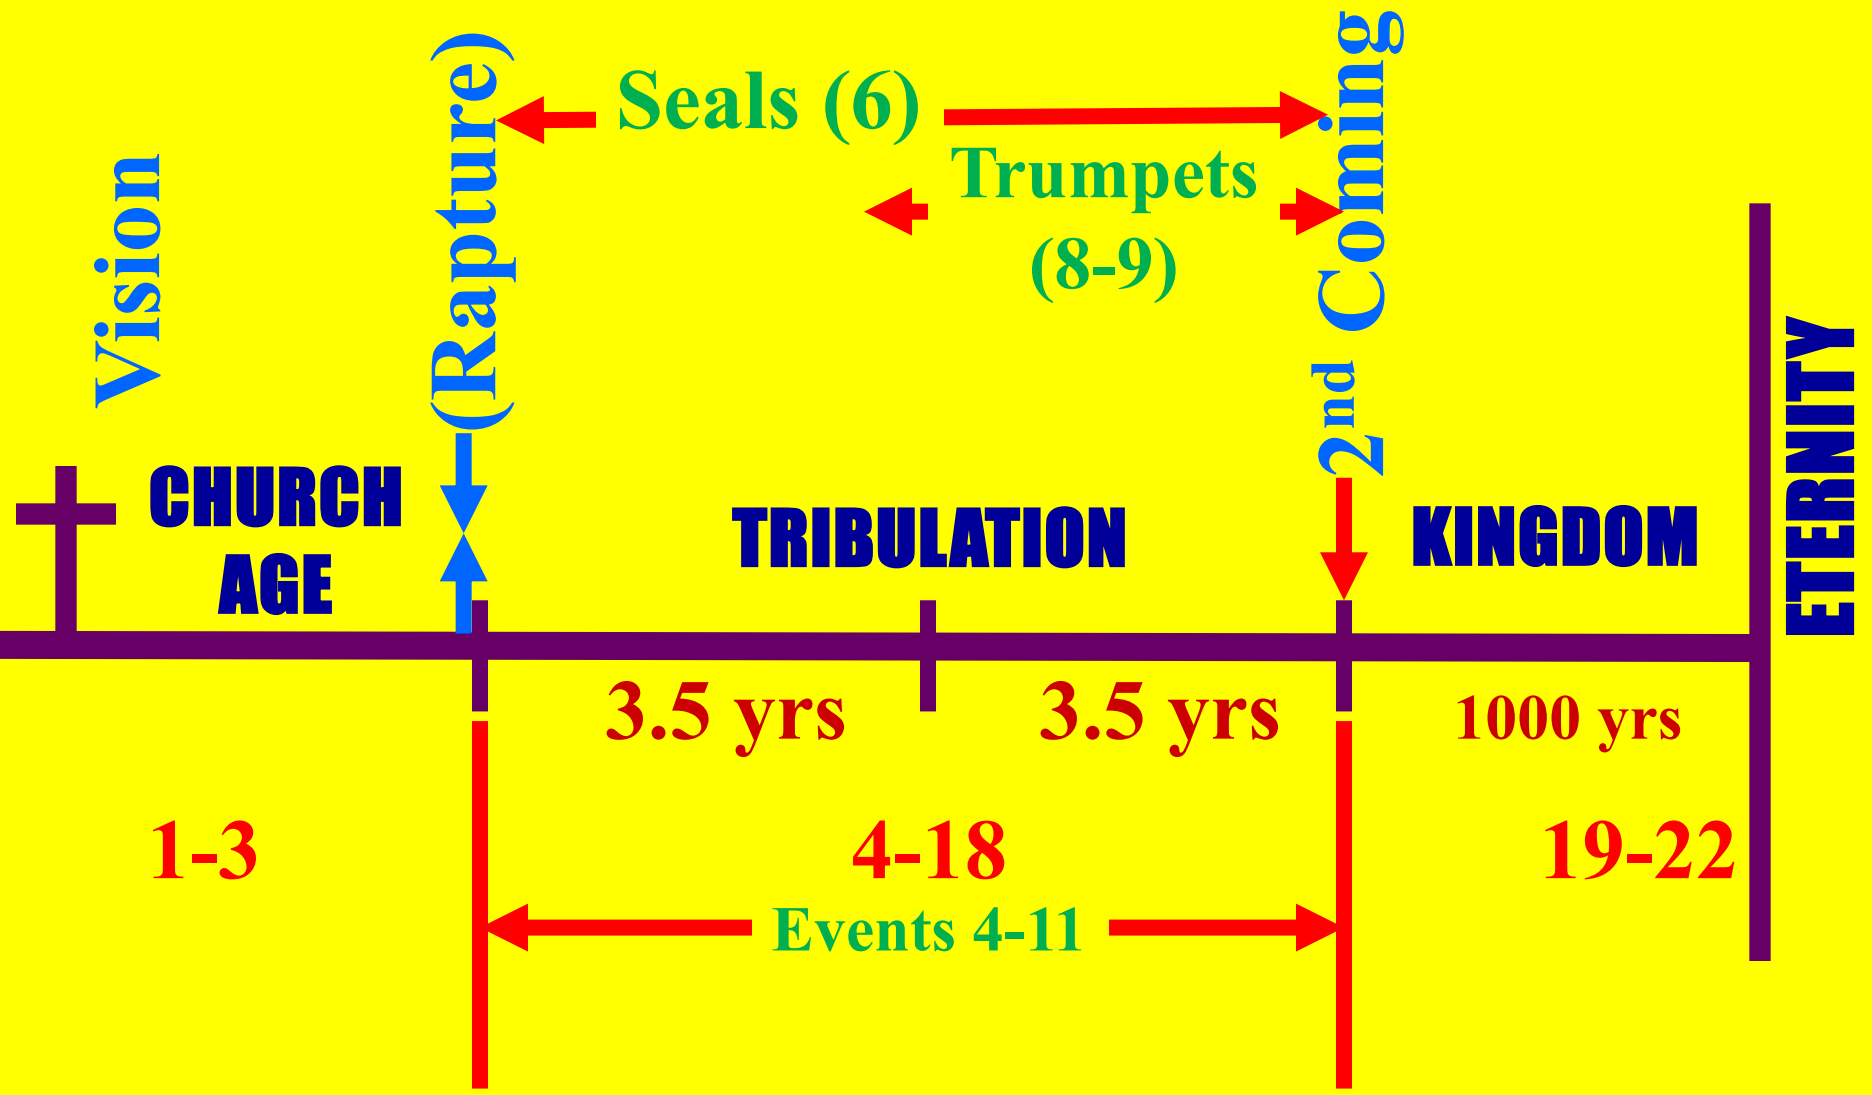 Vision
(Rapture)
Seals (6)
Trumpets
(8-9)
2nd Coming
CHURCH
AGE
TRIBULATION
KINGDOM
ETERNITY
3.5 yrs
3.5 yrs
1000 yrs
1-3
4-18
19-22
Events 4-11